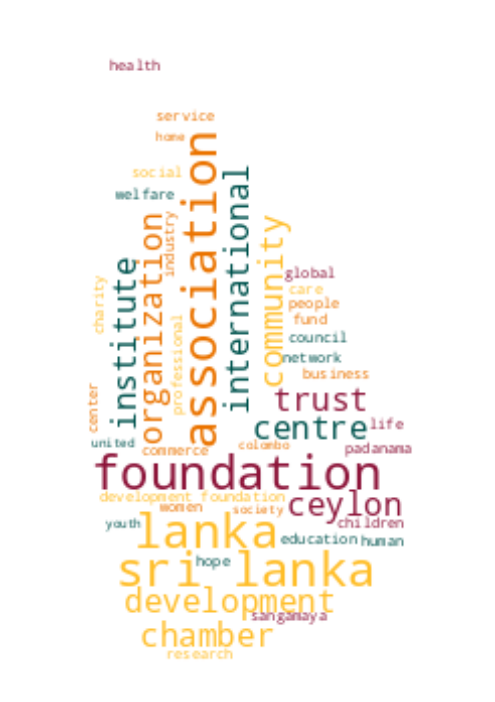 health
service
home
association
social
international
welfare
organization
industry
community
institute
global
charity
care
people
fund
professional
council
network
business
center
trust
centre
life
united
colombo
commerce
padanama
foundation
development foundation
ceylon
women
society
lanka
youth
children
education
human
hope
sri lanka
development
sangamaya
chamber
research